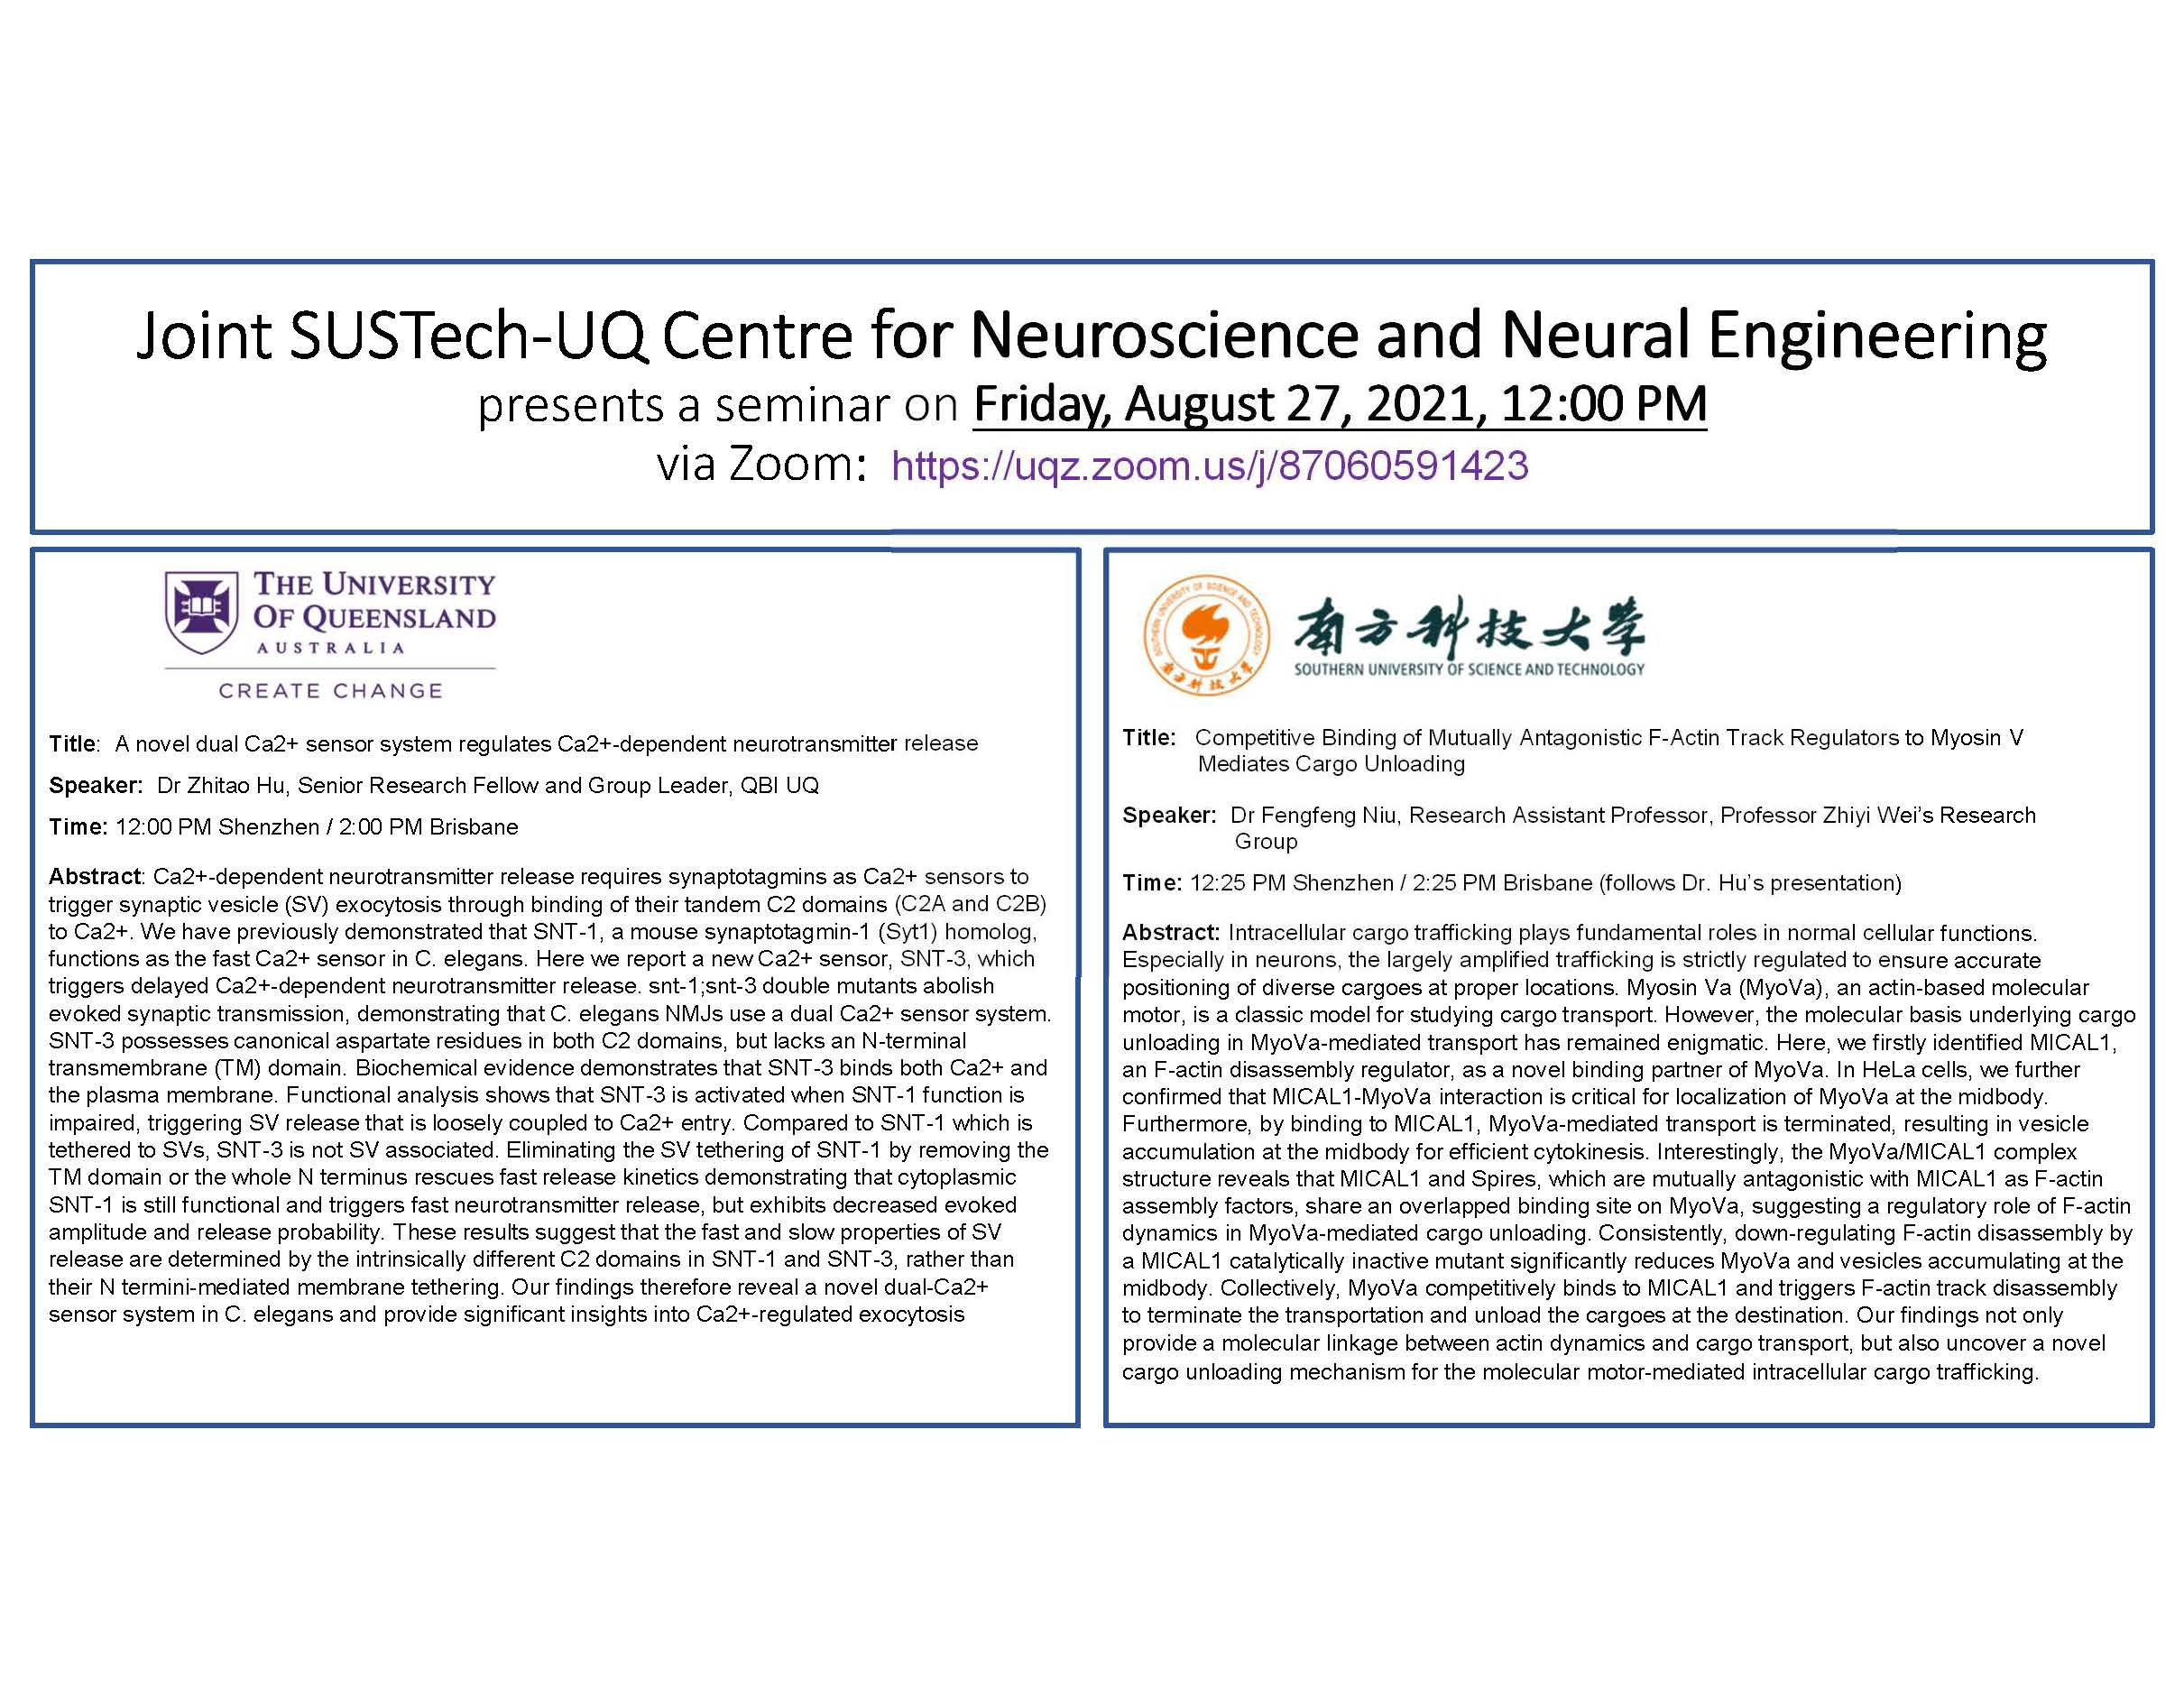 Joint SUSTech-UQ Centre for Neuroscience and Neural Engineering
presents a seminar on Friday, August 27, 2021, 12:00 PM
via Zoom: https://uqz.zoom.us/j/87060591423
THE UNIVERSITY
OF QUEENSLAND
AUSTRALIA
CREATE CHANGE
Title: A novel dual Ca2+ sensor system regulates Ca2+-dependent neurotransmitter release
Speaker: Dr Zhitao Hu, Senior Research Fellow and Group Leader, QBI UQ
Time: 12:00 PM Shenzhen / 2:00 PM Brisbane
Abstract: Ca2+-dependent neurotransmitter release requires synaptotagmins as Ca2+ sensors to
trigger synaptic vesicle (SV) exocytosis through binding of their tandem C2 domains (C2A and C2B)
to Ca2+. We have previously demonstrated that SNT-1, a mouse synaptotagmin-1 (Syt1) homolog,
functions as the fast Ca2+ sensor in C. elegans. Here we report a new Ca2+ sensor, SNT-3, which
triggers delayed Ca2+-dependent neurotransmitter release. snt-1;snt-3 double mutants abolish
evoked synaptic transmission, demonstrating that C. elegans NMJs use a dual Ca2+ sensor system.
SNT-3 possesses canonical aspartate residues in both C2 domains, but lacks an N-terminal
transmembrane (TM) domain. Biochemical evidence demonstrates that SNT-3 binds both Ca2+ and
the plasma membrane. Functional analysis shows that SNT-3 is activated when SNT-1 function is
impaired, triggering SV release that is loosely coupled to Ca2+ entry. Compared to SNT-1 which is
tethered to SVs, SNT-3 is not SV associated. Eliminating the SV tethering of SNT-1 by removing the
TM domain or the whole N terminus rescues fast release kinetics demonstrating that cytoplasmic
SNT-1 is still functional and triggers fast neurotransmitter release, but exhibits decreased evoked
amplitude and release probability. These results suggest that the fast and slow properties of SV
release are determined by the intrinsically different C2 domains in SNT-1 and SNT-3, rather than
their N termini-mediated membrane tethering. Our findings therefore reveal a novel dual-Ca2+
sensor system in C. elegans and provide significant insights into Ca2+-regulated exocytosis
SOUTHERN UNIVERSITY OF SCIENCE AND TECHNOLOGY
南方科技大学
南方科技大学
SOUTHERN UNIVERSITY OF SCIENCE AND TECHNOLOGY
Title: Competitive Binding of Mutually Antagonistic F-Actin Track Regulators to Myosin V
Mediates Cargo Unloading
Speaker: Dr Fengfeng Niu, Research Assistant Professor, Professor Zhiyi Wei's Research
Group
Time: 12:25 PM Shenzhen / 2:25 PM Brisbane (follows Dr. Hu's presentation)
Abstract: Intracellular cargo trafficking plays fundamental roles in normal cellular functions.
Especially in neurons, the largely amplified trafficking is strictly regulated to ensure accurate
positioning of diverse cargoes at proper locations. Myosin Va (MyoVa), an actin-based molecular
motor, is a classic model for studying cargo transport. However, the molecular basis underlying cargo
unloading in MyoVa-mediated transport has remained enigmatic. Here, we firstly identified MICAL1,
an F-actin disassembly regulator, as a novel binding partner of MyoVa. In HeLa cells, we further
confirmed that MICAL1-MyoVa interaction is critical for localization of MyoVa at the midbody.
Furthermore, by binding to MICAL1, MyoVa-mediated transport is terminated, resulting in vesicle
accumulation at the midbody for efficient cytokinesis. Interestingly, the MyoVa/MICAL1 complex
structure reveals that MICAL1 and Spires, which are mutually antagonistic with MICAL1 as F-actin
assembly factors, share an overlapped binding site on MyoVa, suggesting a regulatory role of F-actin
dynamics in MyoVa-mediated cargo unloading. Consistently, down-regulating F-actin disassembly by
a MICAL1 catalytically inactive mutant significantly reduces MyoVa and vesicles accumulating at the
midbody. Collectively, MyoVa competitively binds to MICAL1 and triggers F-actin track disassembly
to terminate the transportation and unload the cargoes at the destination. Our findings not only
provide a molecular linkage between actin dynamics and cargo transport, but also uncover a novel
cargo unloading mechanism for the molecular motor-mediated intracellular cargo trafficking.